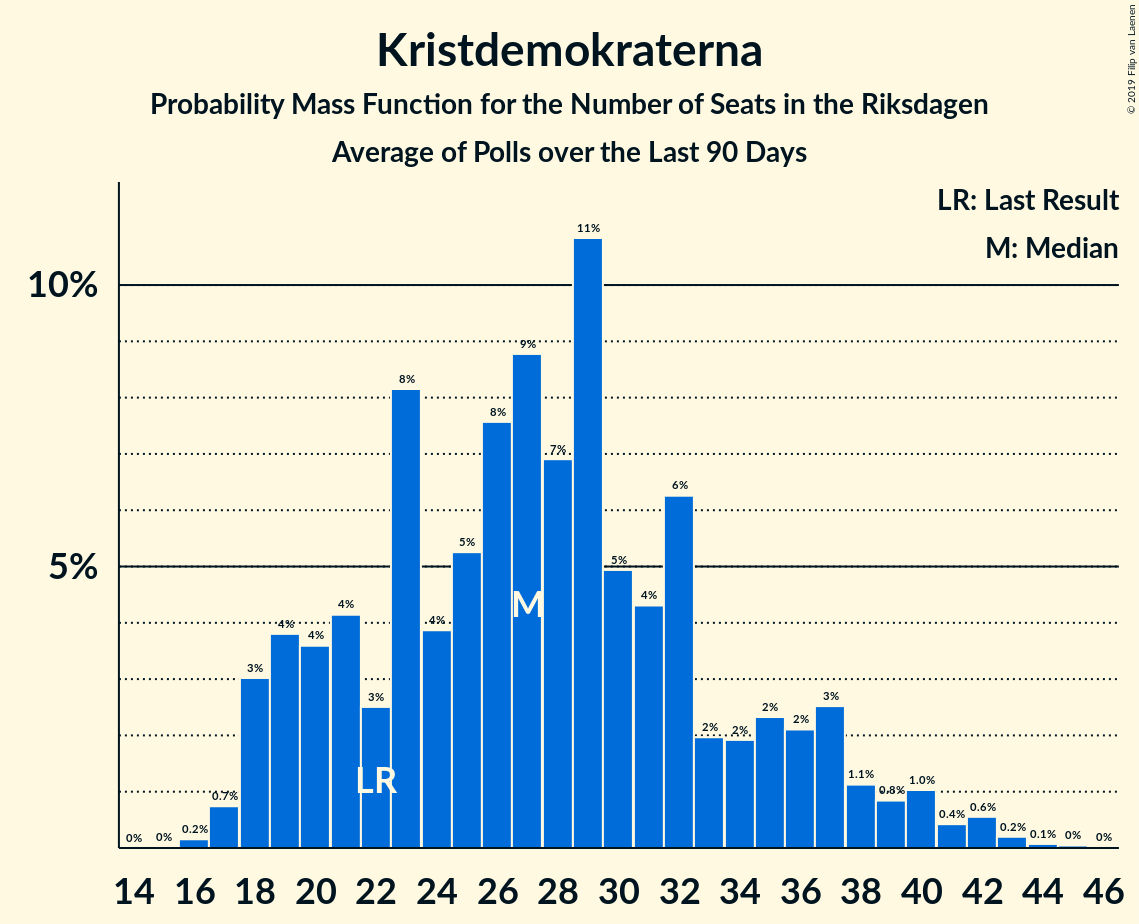 Kristdemokraterna
Probability Mass Function for the Number of Seats in the Riksdagen
Average of Polls over the Last 90 Days
© 2019 Filip van Laenen
LR: Last Result
M: Median
10%
5%
0% 0% 0.2% 0.7% 3% 4% 4% 4% 3% 8% 4% 5% 8% 9% 7% 11% 5% 4% 6% 2% 2% 2% 2% 3% 1.1% 0.8% 1.0% 0.4% 0.6% 0.2% 0.1% 0% 0%
M
LR
14 16 18 20 22 24 26 28 30 32 34 36 38 40 42 44 46